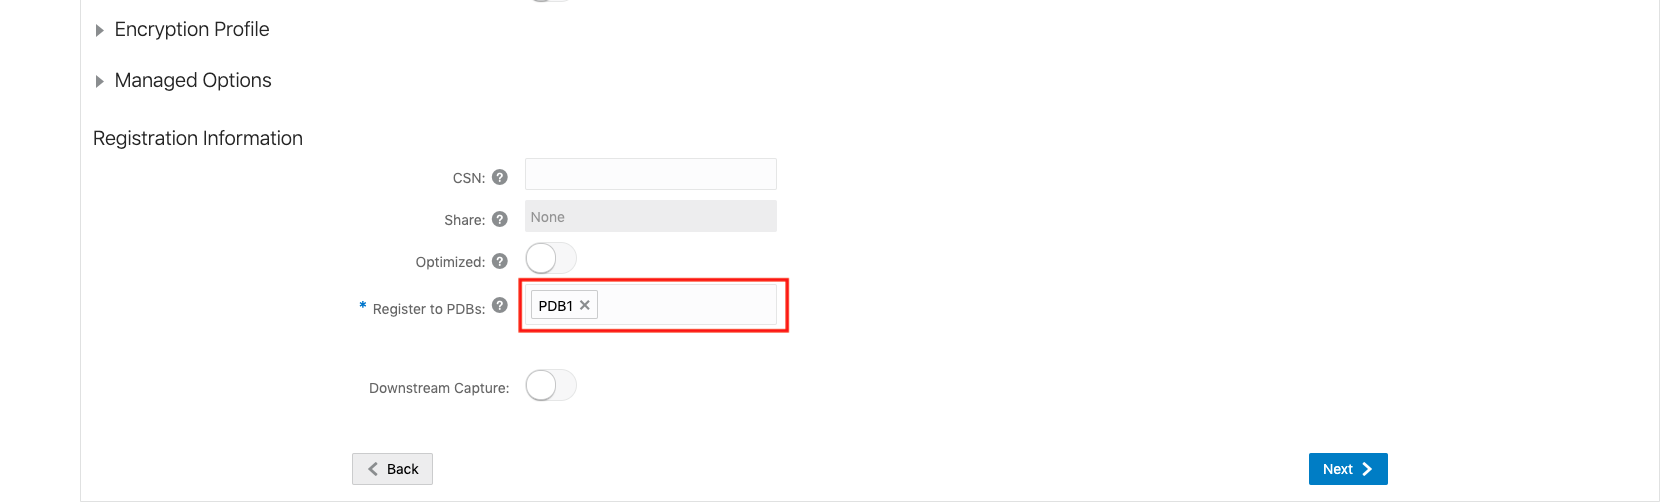 Encryption Profile
Managed Options
Registration Information
CSN: ?
Share: ? None
Optimized: ?
* Register to PDBs: ? PDB1 ×
Downstream Capture:
Back
Next